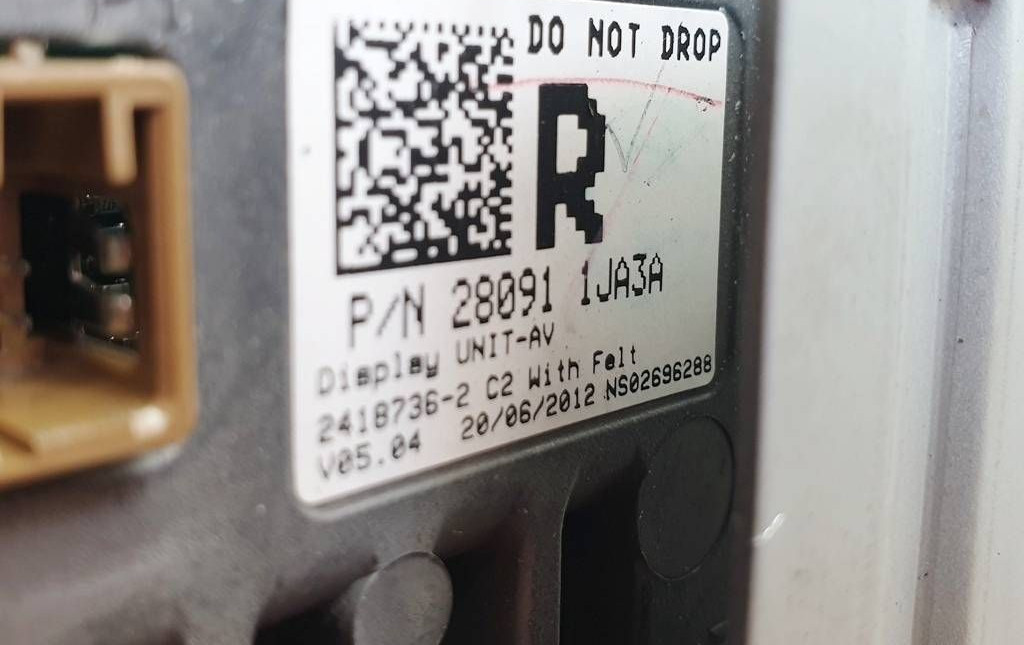 DO NOT DROP
R
P/N 28091 1JA3A
Display UNIT-AV
2418736-2 C2 With Felt
V05.04 20/06/2012 NS02696288